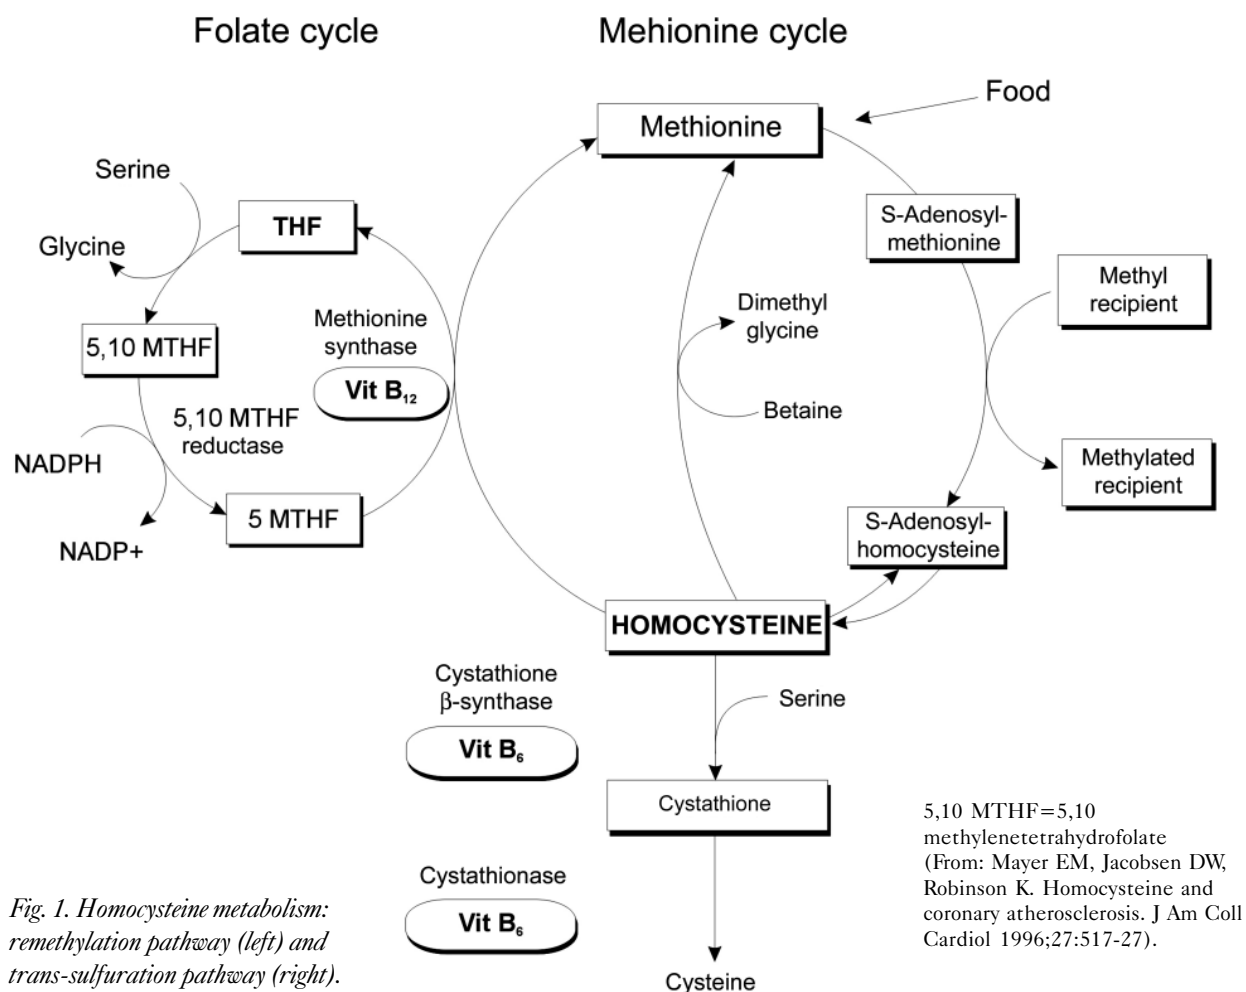 Folate cycle
Mehionine cycle
Food
Methionine
Serine
THF
Glycine
S-Adenosyl-
methionine
Methyl
recipient
Dimethyl
glycine
Methionine
synthase
Vit B₁₂
5,10 MTHF
Betaine
5,10 MTHF
reductase
NADPH
Methylated
recipient
5 MTHF
S-Adenosyl-
homocysteine
NADP+
HOMOCYSTEINE
Cystathione
β-synthase
Serine
Vit B₆
Cystathione
Cystathionase
Vit B₆
Cysteine
5,10 MTHF=5,10
methylenetetrahydrofolate
(From: Mayer EM, Jacobsen DW,
Robinson K. Homocysteine and
coronary atherosclerosis. J Am Coll
Cardiol 1996;27:517-27).
Fig. 1. Homocysteine metabolism:
remethylation pathway (left) and
trans-sulfuration pathway (right).